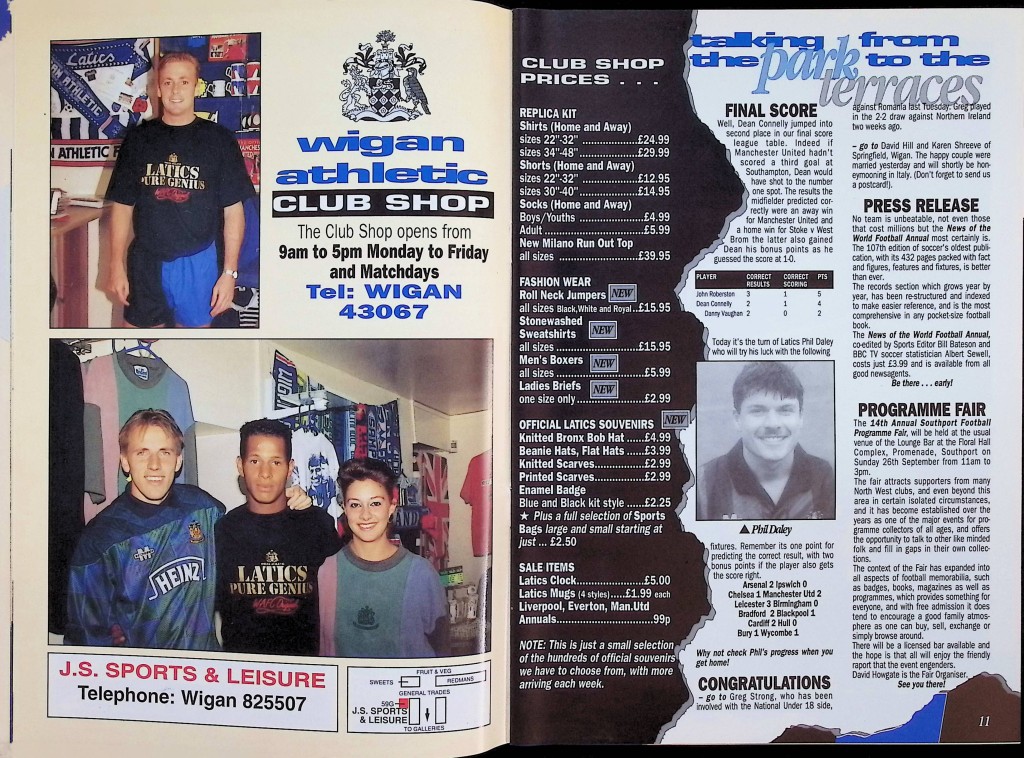 Latics
AN ATHLETIC
N ATHLETIC F
LATICS
PURE GENIUS
wigan
athletic
CLUB SHOP
The Club Shop opens from
9am to 5pm Monday to Friday
and Matchdays
Tel: WIGAN
43067
WIG
HEINZ
LATICS
PURE GENIUS
J.S. SPORTS & LEISURE
Telephone: Wigan 825507
FRUIT & VEG
SWEETS
REDMANS
GENERAL TRADES
59G
J.S. SPORTS
& LEISURE
TO GALLERIES
CLUB SHOP
PRICES . . .
REPLICA KIT
Shirts (Home and Away)
sizes 22"-32" ...................£24.99
sizes 34"-48" ...................£29.99
Shorts (Home and Away)
sizes 22"-32" ...................£12.95
sizes 30"-40" ...................£14.95
Socks (Home and Away)
Boys/Youths ......................£4.99
Adult ................................£5.99
New Milano Run Out Top
all sizes ..........................£39.95
FASHION WEAR
Roll Neck Jumpers NEW
all sizes Black,White and Royal...£15.95
Stonewashed
Sweatshirts NEW
all sizes ..........................£15.95
Men's Boxers NEW
all sizes ............................£5.99
Ladies Briefs NEW
one size only.....................£2.99
OFFICIAL LATICS SOUVENIRS NEW
Knitted Bronx Bob Hat .....£4.99
Beanie Hats, Flat Hats ....£3.99
Knitted Scarves................£2.99
Printed Scarves................£2.99
Enamel Badge
Blue and Black kit style ......£2.25
★ Plus a full selection of Sports
Bags large and small starting at
just ... £2.50
SALE ITEMS
Latics Clock.....................£5.00
Latics Mugs (4 styles)....£1.99 each
Liverpool, Everton, Man.Utd
Annuals..............................99p
NOTE: This is just a small selection
of the hundreds of official souvenirs
we have to choose from, with more
arriving each week.
talking from
the park to the
terraces
FINAL SCORE
Well, Dean Connelly jumped into
second place in our final score
league table. Indeed if
Manchester United hadn't
scored a third goal at
Southampton, Dean would
have shot to the number
one spot. The results the
midfielder predicted cor-
rectly were an away win
for Manchester United and
a home win for Stoke v West
Brom the latter also gained
Dean his bonus points as he
guessed the score at 1-0.
PLAYER CORRECT CORRECT PTS
RESULTS SCORING
John Roberston 3 1 5
Dean Connelly 2 1 4
Danny Vaughan 2 0 2
Today it's the turn of Latics Phil Daley
who will try his luck with the following
▲ Phil Daley
fixtures. Remember its one point for
predicting the correct result, with two
bonus points if the player also gets
the score right.
Arsenal 2 Ipswich 0
Chelsea 1 Manchester Utd 2
Leicester 3 Birmingham 0
Bradford 2 Blackpool 1
Cardiff 2 Hull 0
Bury 1 Wycombe 1
Why not check Phil's progress when you
get home!
CONGRATULATIONS
– go to Greg Strong, who has been
involved with the National Under 18 side,
against Romania last Tuesday. Greg played
in the 2-2 draw against Northern Ireland
two weeks ago.
– go to David Hill and Karen Shreeve of
Springfield, Wigan. The happy couple were
married yesterday and will shortly be hon-
eymooning in Italy. (Don't forget to send us
a postcard!).
PRESS RELEASE
No team is unbeatable, not even those
that cost millions but the News of the
World Football Annual most certainly is.
The 107th edition of soccer's oldest publi-
cation, with its 432 pages packed with fact
and figures, features and fixtures, is better
than ever.
The records section which grows year by
year, has been re-structured and indexed
to make easier reference, and is the most
comprehensive in any pocket-size football
book.
The News of the World Football Annual,
co-edited by Sports Editor Bill Bateson and
BBC TV soccer statistician Albert Sewell,
costs just £3.99 and is available from all
good newsagents.
Be there . . . early!
PROGRAMME FAIR
The 14th Annual Southport Football
Programme Fair, will be held at the usual
venue of the Lounge Bar at the Floral Hall
Complex, Promenade, Southport on
Sunday 26th September from 11am to
3pm.
The fair attracts supporters from many
North West clubs, and even beyond this
area in certain isolated circumstances,
and it has become established over the
years as one of the major events for pro-
gramme collectors of all ages, and offers
the opportunity to talk to other like minded
folk and fill in gaps in their own collec-
tions.
The context of the Fair has expanded into
all aspects of football memorabilia, such
as badges, books, magazines as well as
programmes, which provides something for
everyone, and with free admission it does
tend to encourage a good family atmos-
phere as one can buy, sell, exchange or
simply browse around.
There will be a licensed bar available and
the hope is that all will enjoy the friendly
raport that the event engenders.
David Howgate is the Fair Organiser.
See you there!
11